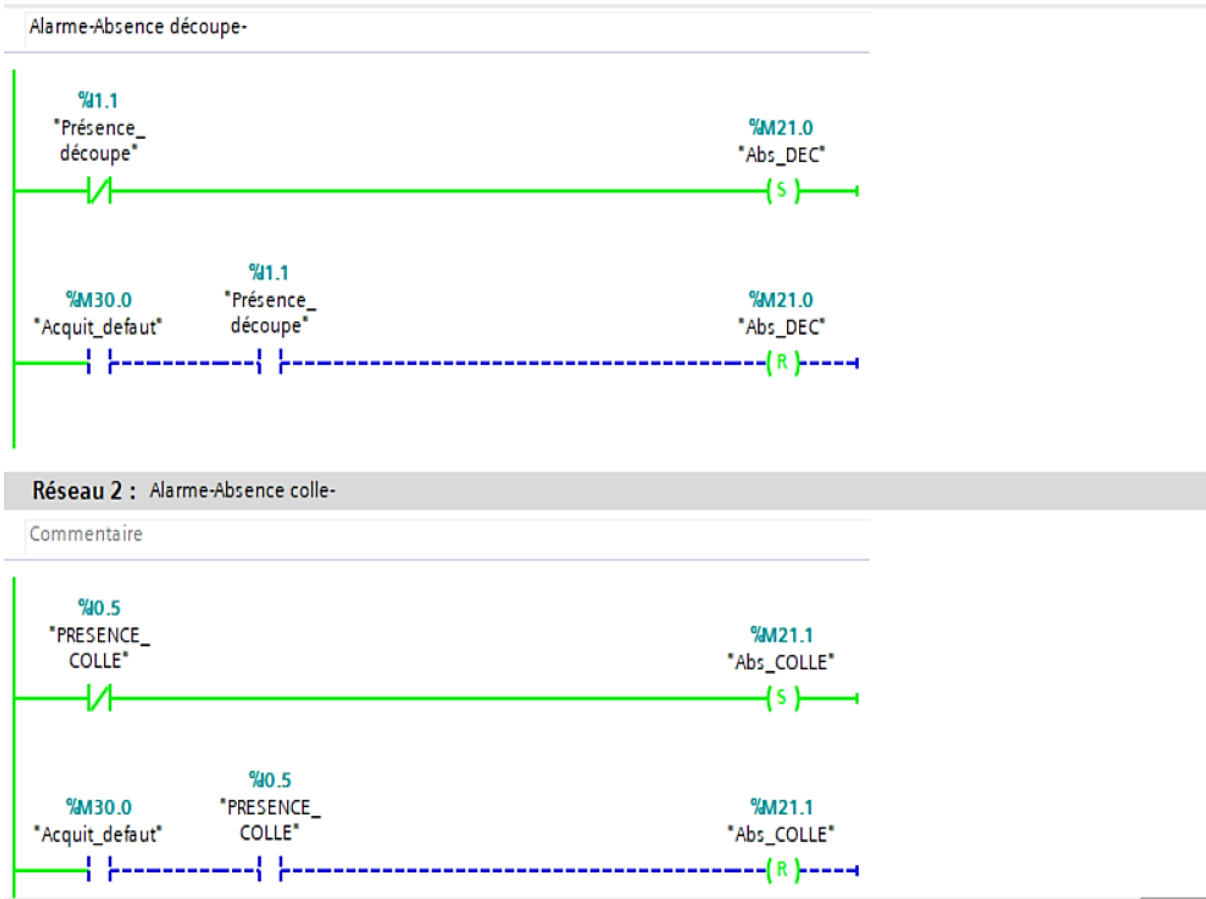 Alarme-Absence découpe-
%I1.1
"Présence_
découpe"
%M21.0
"Abs_DEC"
S
%M30.0
"Acquit_defaut"
%I1.1
"Présence_
découpe"
%M21.0
"Abs_DEC"
R
Réseau 2 : Alarme-Absence colle-
Commentaire
%I0.5
"PRESENCE_
COLLE"
%M21.1
"Abs_COLLE"
S
%M30.0
"Acquit_defaut"
%I0.5
"PRESENCE_
COLLE"
%M21.1
"Abs_COLLE"
R